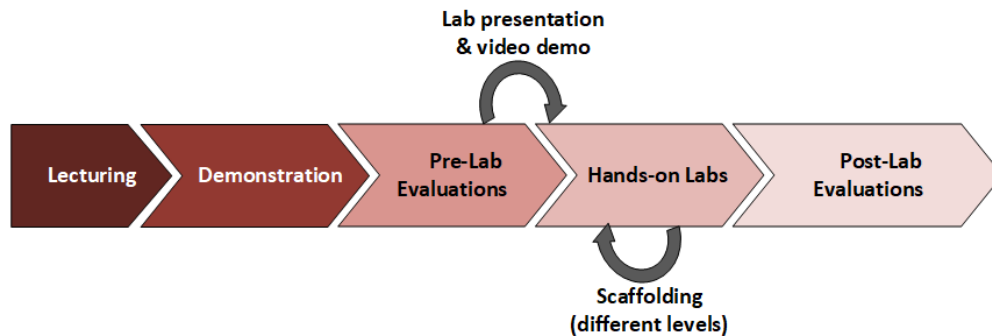 Lab presentation
& video demo
Lecturing
Demonstration
Pre-Lab
Evaluations
Hands-on Labs
Post-Lab
Evaluations
Scaffolding
(different levels)